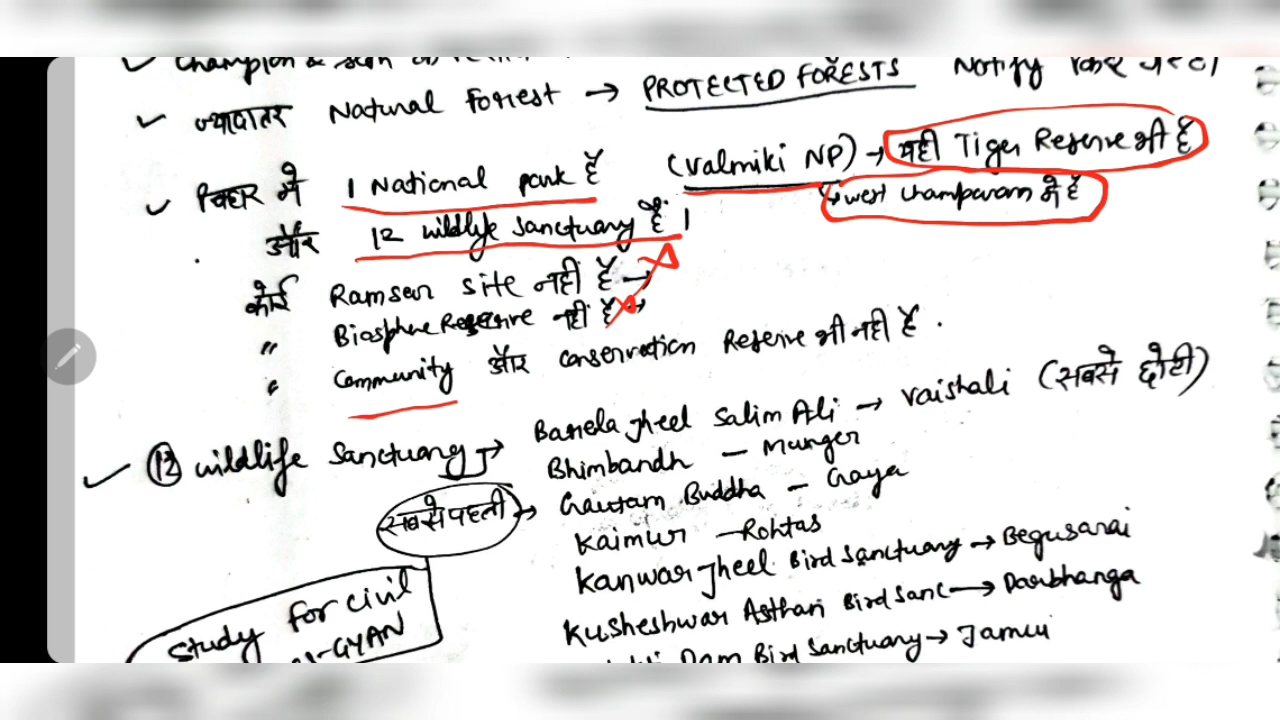 Champion &
✓ ज्यादातर Natural Forest → PROTECTED FORESTS Notify किए गए है।
✓ बिहार में 1 National park है (Valmiki NP) → यही Tiger Reserve भी है
↳ west champaran में है
और 12 wildlife sanctuary है।
कोई Ramsar site नहीं है →
" Biosphere Reserve नहीं है →
" Community और conservation Reserve भी नहीं है .
✓ (12) wildlife Sanctuary → Barela Jheel Salim Ali → Vaishali (सबसे छोटी)
Bhimbandh – Munger
सबसे पहली → Gautam Buddha – Gaya
Kaimur – Rohtas
Kanwar Jheel Bird Sanctuary → Begusarai
Kusheshwar Asthan Bird Sanc → Darbhanga
Dam Bird Sanctuary → Jamui
Study For civil
GYAN